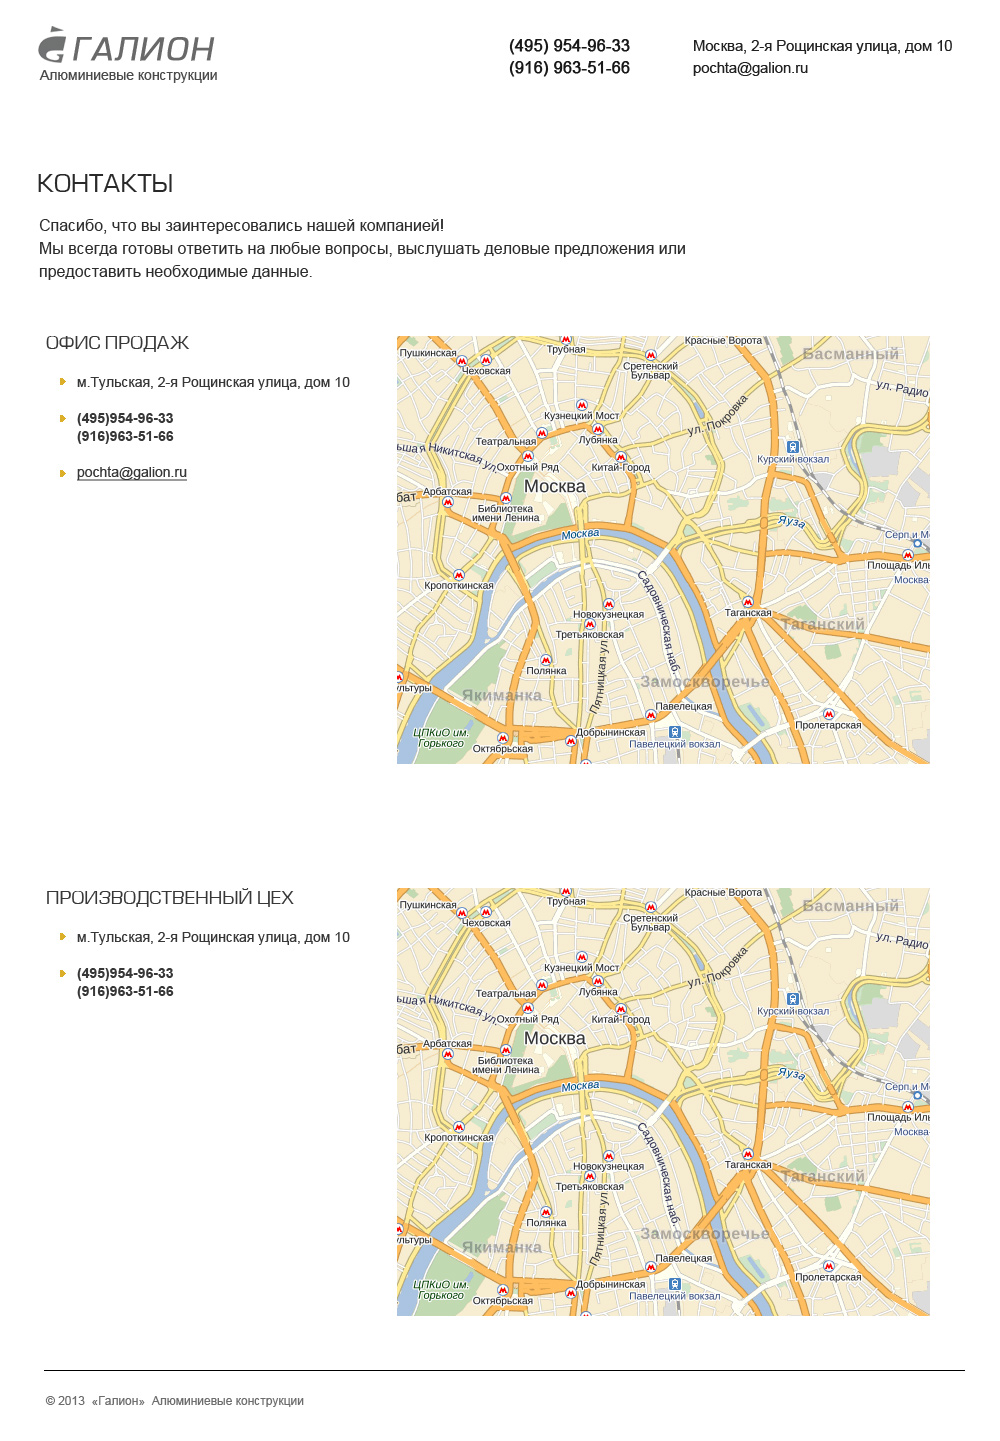 ГАЛИОН
Алюминиевые конструкции
(495) 954-96-33
(916) 963-51-66
Москва, 2-я Рощинская улица, дом 10
pochta@galion.ru
КОНТАКТЫ
Спасибо, что вы заинтересовались нашей компанией!
Мы всегда готовы ответить на любые вопросы, выслушать деловые предложения или
предоставить необходимые данные.
ОФИС ПРОДАЖ
м.Тульская, 2-я Рощинская улица, дом 10
(495)954-96-33
(916)963-51-66
pochta@galion.ru
Пушкинская
Чеховская
Трубная
Сретенский
Бульвар
Красные Ворота
Басманный
ул. Радио
Кузнецкий Мост
Театральная
Лубянка
ул. Покровка
ьшая Никитская ул.
Охотный Ряд
Китай-Город
Курский вокзал
Москва
бат
Арбатская
Библиотека
имени Ленина
Москва
Яуза
Серп и М
Площадь Иль
Москва-
Кропоткинская
Садовническая наб.
Новокузнецкая
Таганская
Третьяковская
Таганский
Полянка
Пятницкая ул
ультуры
Якиманка
Замоскворечье
Павелецкая
Пролетарская
ЦПКиО им.
Горького
Октябрьская
Добрынинская
Павелецкий вокзал
ПРОИЗВОДСТВЕННЫЙ ЦЕХ
м.Тульская, 2-я Рощинская улица, дом 10
(495)954-96-33
(916)963-51-66
Пушкинская
Чеховская
Трубная
Сретенский
Бульвар
Красные Ворота
Басманный
ул. Радио
Кузнецкий Мост
Театральная
Лубянка
ул. Покровка
ьшая Никитская ул.
Охотный Ряд
Китай-Город
Курский вокзал
Москва
бат
Арбатская
Библиотека
имени Ленина
Москва
Яуза
Серп и М
Площадь Иль
Москва-
Кропоткинская
Садовническая наб.
Новокузнецкая
Таганская
Третьяковская
Таганский
Полянка
Пятницкая ул
ультуры
Якиманка
Замоскворечье
Павелецкая
Пролетарская
ЦПКиО им.
Горького
Октябрьская
Добрынинская
Павелецкий вокзал
© 2013 «Галион» Алюминиевые конструкции